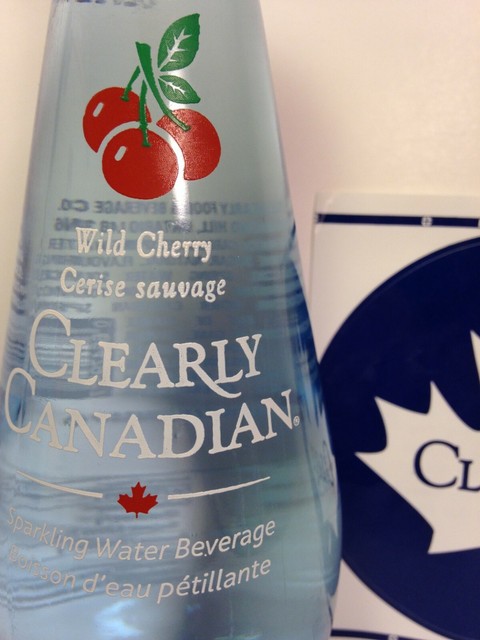 Wild Cherry
Cerise sauvage
CLEARLY
CANADIAN®
Sparkling Water Beverage
Boisson d'eau pétillante
CL